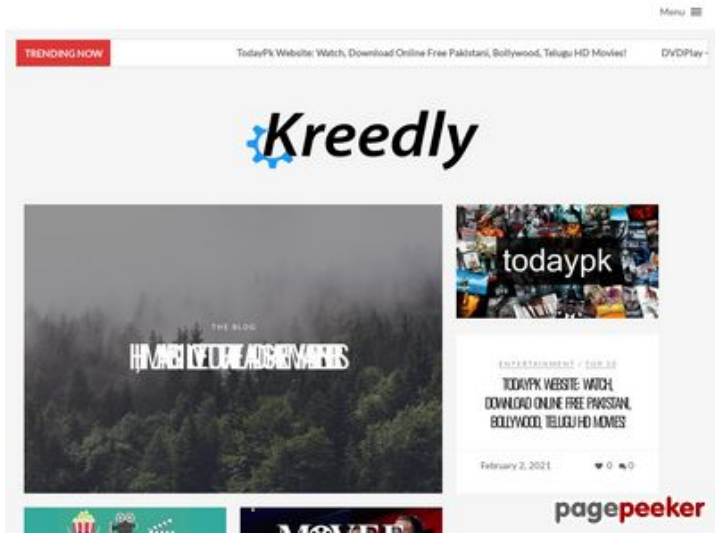 Menu
TRENDING NOW
TodayPk Website: Watch, Download Online Free Pakistani, Bollywood, Telugu HD Movies!
DVDPlay -
Kreedly
todaypk
THE BLOG
ENTERTAINMENT / TOP 10
TODAYPK WEBSITE: WATCH,
DOWNLOAD ONLINE FREE PAKISTANI,
BOLLYWOOD, TELUGU HD MOVIES!
February 2, 2021
0
0
pagepeeker